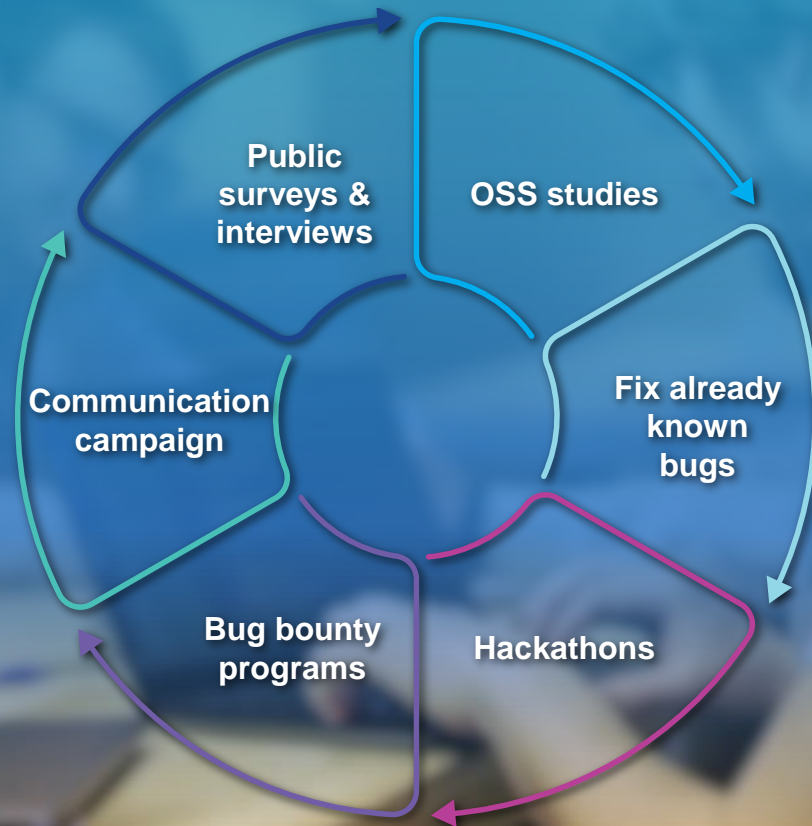 Public
surveys &
interviews
OSS studies
Fix already
known
bugs
Hackathons
Bug bounty
programs
Communication
campaign